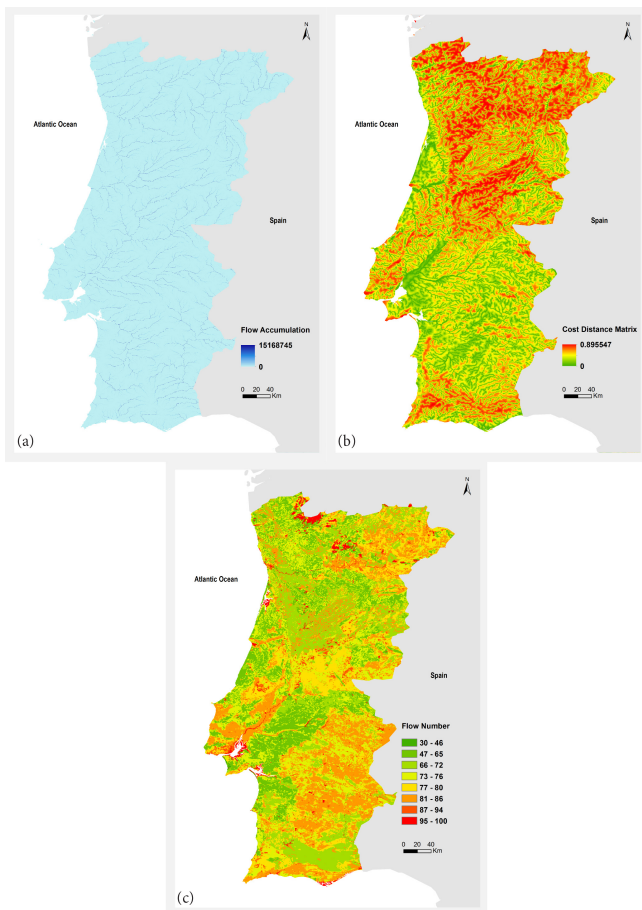 N
Atlantic Ocean
Spain
Flow Accumulation
15168745
0
0 20 40
Km
(a)
N
Atlantic Ocean
Spain
Cost Distance Matrix
0.895547
0
0 20 40
Km
(b)
N
Atlantic Ocean
Spain
Flow Number
30 - 46
47 - 65
66 - 72
73 - 76
77 - 80
81 - 86
87 - 94
95 - 100
0 20 40
Km
(c)